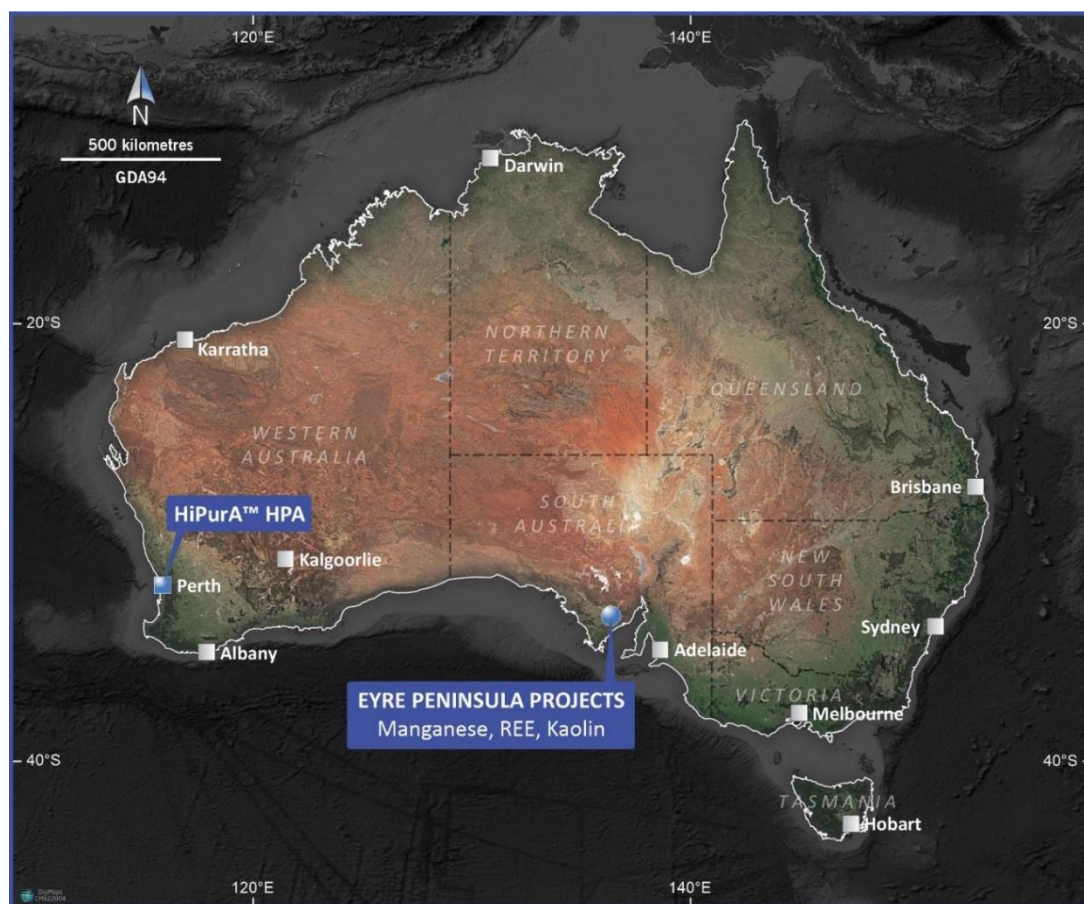 120°E
140°E
N
500 kilometres
GDA94
Darwin
20°S
20°S
Karratha
NORTHERN
TERRITORY
QUEENSLAND
WESTERN
AUSTRALIA
Brisbane
SOUTH
AUSTRALIA
HiPurA™ HPA
Kalgoorlie
NEW
SOUTH
WALES
Perth
Sydney
Albany
Adelaide
EYRE PENINSULA PROJECTS
Manganese, REE, Kaolin
VICTORIA
Melbourne
40°S
40°S
TASMANIA
Hobart
120°E
140°E
DigMaps